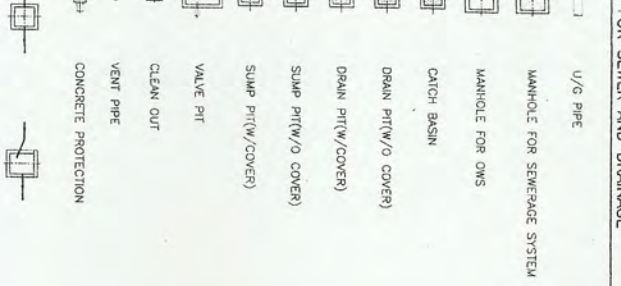 FOR SEWER AND DRAINAGE
U/G PIPE
MANHOLE FOR SEWERAGE SYSTEM
MANHOLE FOR OWS
CATCH BASIN
DRAIN PIT(W/O COVER)
DRAIN PIT(W/COVER)
SUMP PIT(W/O COVER)
SUMP PIT(W/COVER)
VALVE PIT
CLEAN OUT
VENT PIPE
CONCRETE PROTECTION